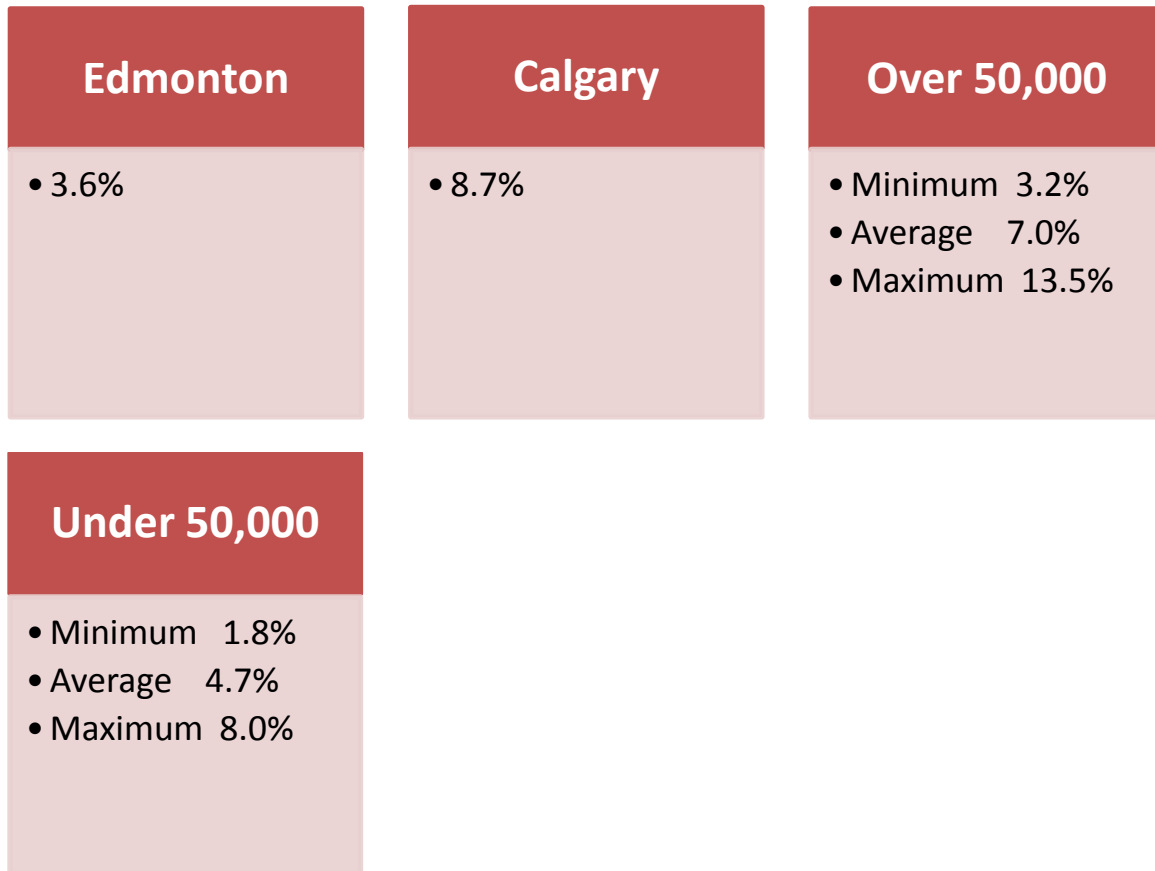 Edmonton
• 3.6%
Calgary
• 8.7%
Over 50,000
• Minimum 3.2%
• Average 7.0%
• Maximum 13.5%
Under 50,000
• Minimum 1.8%
• Average 4.7%
• Maximum 8.0%